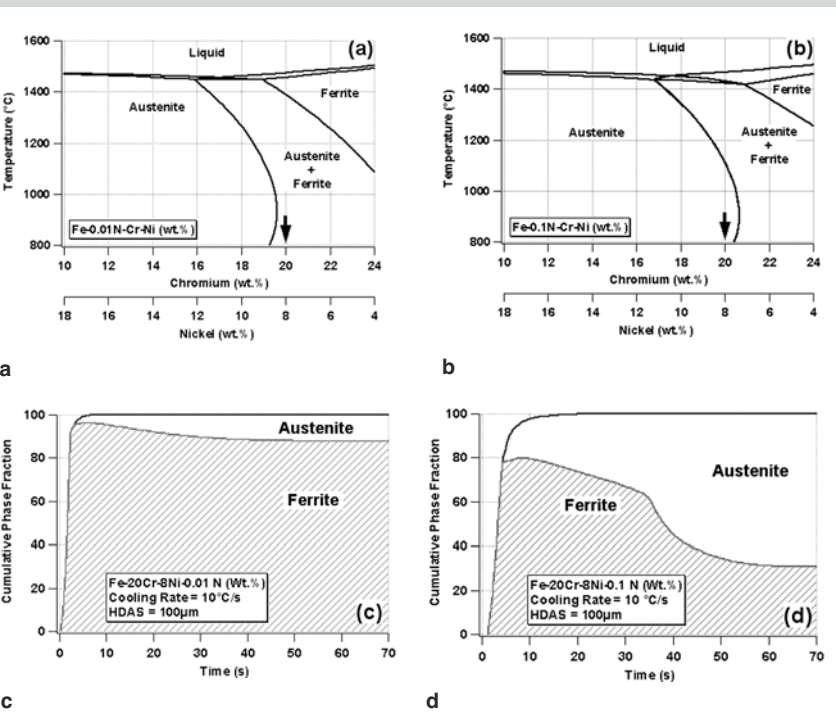 1600
1400
1200
1000
800
Temperature (°C)
Liquid
(a)
Austenite
Ferrite
Austenite
+
Ferrite
Fe-0.01N-Cr-Ni (wt.%)
10 12 14 16 18 20 22 24
Chromium (wt.%)
18 16 14 12 10 8 6 4
Nickel (wt.%)
a
1600
1400
1200
1000
800
Temperature (°C)
Liquid
(b)
Ferrite
Austenite
Austenite
+
Ferrite
Fe-0.1N-Cr-Ni (wt.%)
10 12 14 16 18 20 22 24
Chromium (wt.%)
18 16 14 12 10 8 6 4
Nickel (wt.%)
b
100
80
60
40
20
0
Cumulative Phase Fraction
Austenite
Ferrite
Fe-20Cr-8Ni-0.01 N (Wt.%)
Cooling Rate = 10°C/s
HDAS = 100µm
(c)
0 10 20 30 40 50 60 70
Time (s)
c
100
80
60
40
20
0
Cumulative Phase Fraction
Austenite
Ferrite
Fe-20Cr-8Ni-0.1 N (Wt.%)
Cooling Rate = 10 °C/s
HDAS = 100µm
(d)
0 10 20 30 40 50 60 70
Time (s)
d